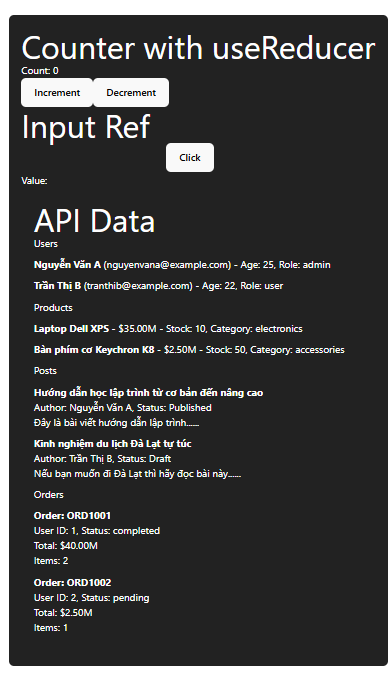 Counter with useReducer
Count: 0
Increment Decrement
Input Ref
Click
Value:
API Data
Users
Nguyễn Văn A (nguyenvana@example.com) - Age: 25, Role: admin
Trần Thị B (tranthib@example.com) - Age: 22, Role: user
Products
Laptop Dell XPS - $35.00M - Stock: 10, Category: electronics
Bàn phím cơ Keychron K8 - $2.50M - Stock: 50, Category: accessories
Posts
Hướng dẫn học lập trình từ cơ bản đến nâng cao
Author: Nguyễn Văn A, Status: Published
Đây là bài viết hướng dẫn lập trình......
Kinh nghiệm du lịch Đà Lạt tự túc
Author: Trần Thị B, Status: Draft
Nếu bạn muốn đi Đà Lạt thì hãy đọc bài này......
Orders
Order: ORD1001
User ID: 1, Status: completed
Total: $40.00M
Items: 2
Order: ORD1002
User ID: 2, Status: pending
Total: $2.50M
Items: 1